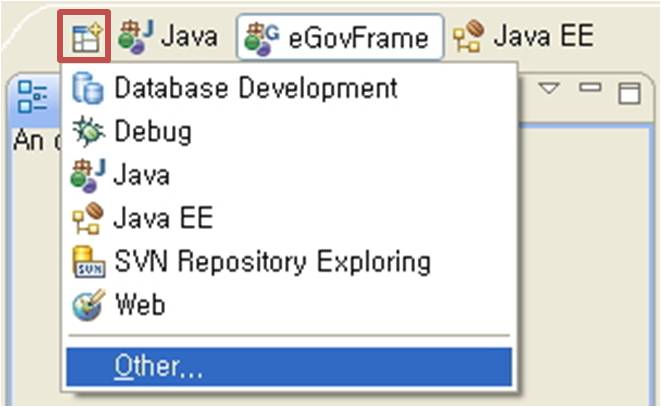 Java eGovFrame Java EE
Database Development
Debug
An
Java
Java EE
SVN Repository Exploring
Web
Other...